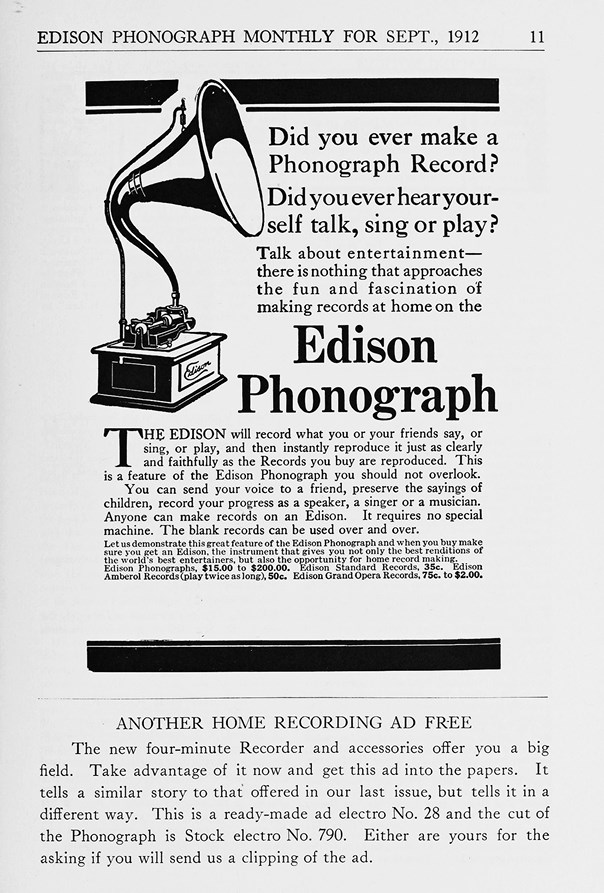 EDISON PHONOGRAPH MONTHLY FOR SEPT., 1912 11
Did you ever make a
Phonograph Record?
Did you ever hear your-
self talk, sing or play?
Talk about entertainment—
there is nothing that approaches
the fun and fascination of
making records at home on the
Edison
Phonograph
Edison
THE EDISON will record what you or your friends say, or
sing, or play, and then instantly reproduce it just as clearly
and faithfully as the Records you buy are reproduced. This
is a feature of the Edison Phonograph you should not overlook.
You can send your voice to a friend, preserve the sayings of
children, record your progress as a speaker, a singer or a musician.
Anyone can make records on an Edison. It requires no special
machine. The blank records can be used over and over.
Let us demonstrate this great feature of the Edison Phonograph and when you buy make
sure you get an Edison, the instrument that gives you not only the best renditions of
the world's best entertainers, but also the opportunity for home record making.
Edison Phonographs, $15.00 to $200.00. Edison Standard Records, 35c. Edison
Amberol Records (play twice as long), 50c. Edison Grand Opera Records, 75c. to $2.00.
ANOTHER HOME RECORDING AD FREE
The new four-minute Recorder and accessories offer you a big
field. Take advantage of it now and get this ad into the papers. It
tells a similar story to that offered in our last issue, but tells it in a
different way. This is a ready-made ad electro No. 28 and the cut of
the Phonograph is Stock electro No. 790. Either are yours for the
asking if you will send us a clipping of the ad.